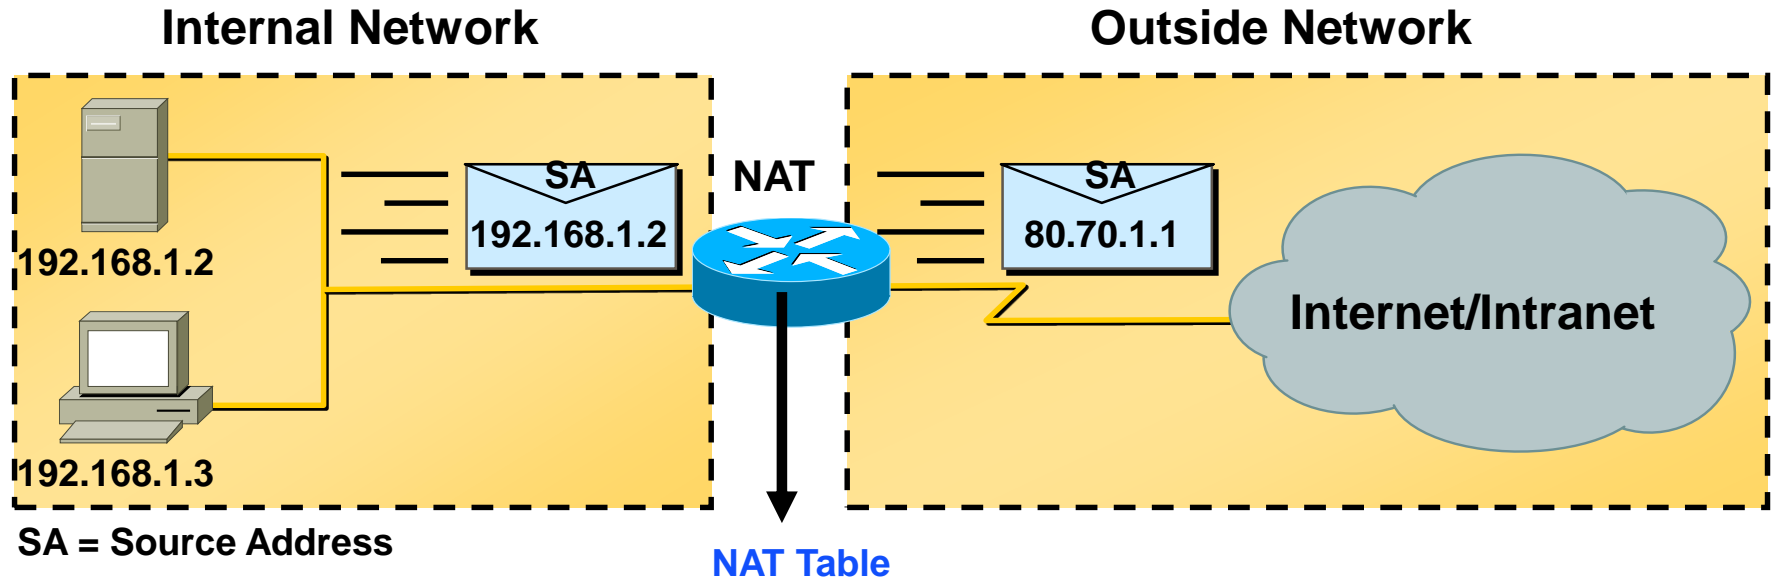 Internal Network
Outside Network
SA
192.168.1.2
NAT
SA
80.70.1.1
192.168.1.2
Internet/Intranet
192.168.1.3
SA = Source Address
NAT Table